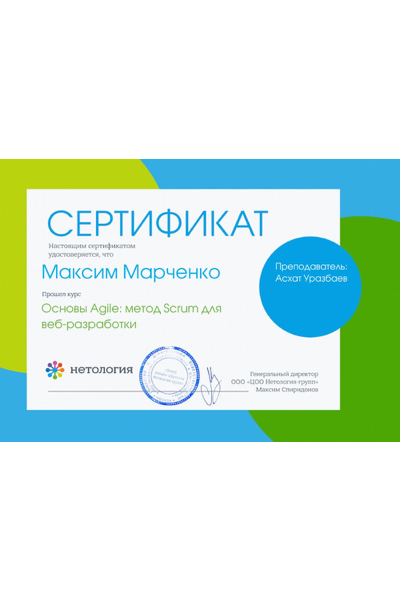 СЕРТИФИКАТ
Настоящим сертификатом
удостоверяется, что
Максим Марченко
Прошел курс
Основы Agile: метод Scrum для
веб-разработки
Преподаватель:
Асхат Уразбаев
НЕТОЛОГИЯ
Генеральный директор
ООО «ЦОО Нетология-групп»
Максим Спиридонов